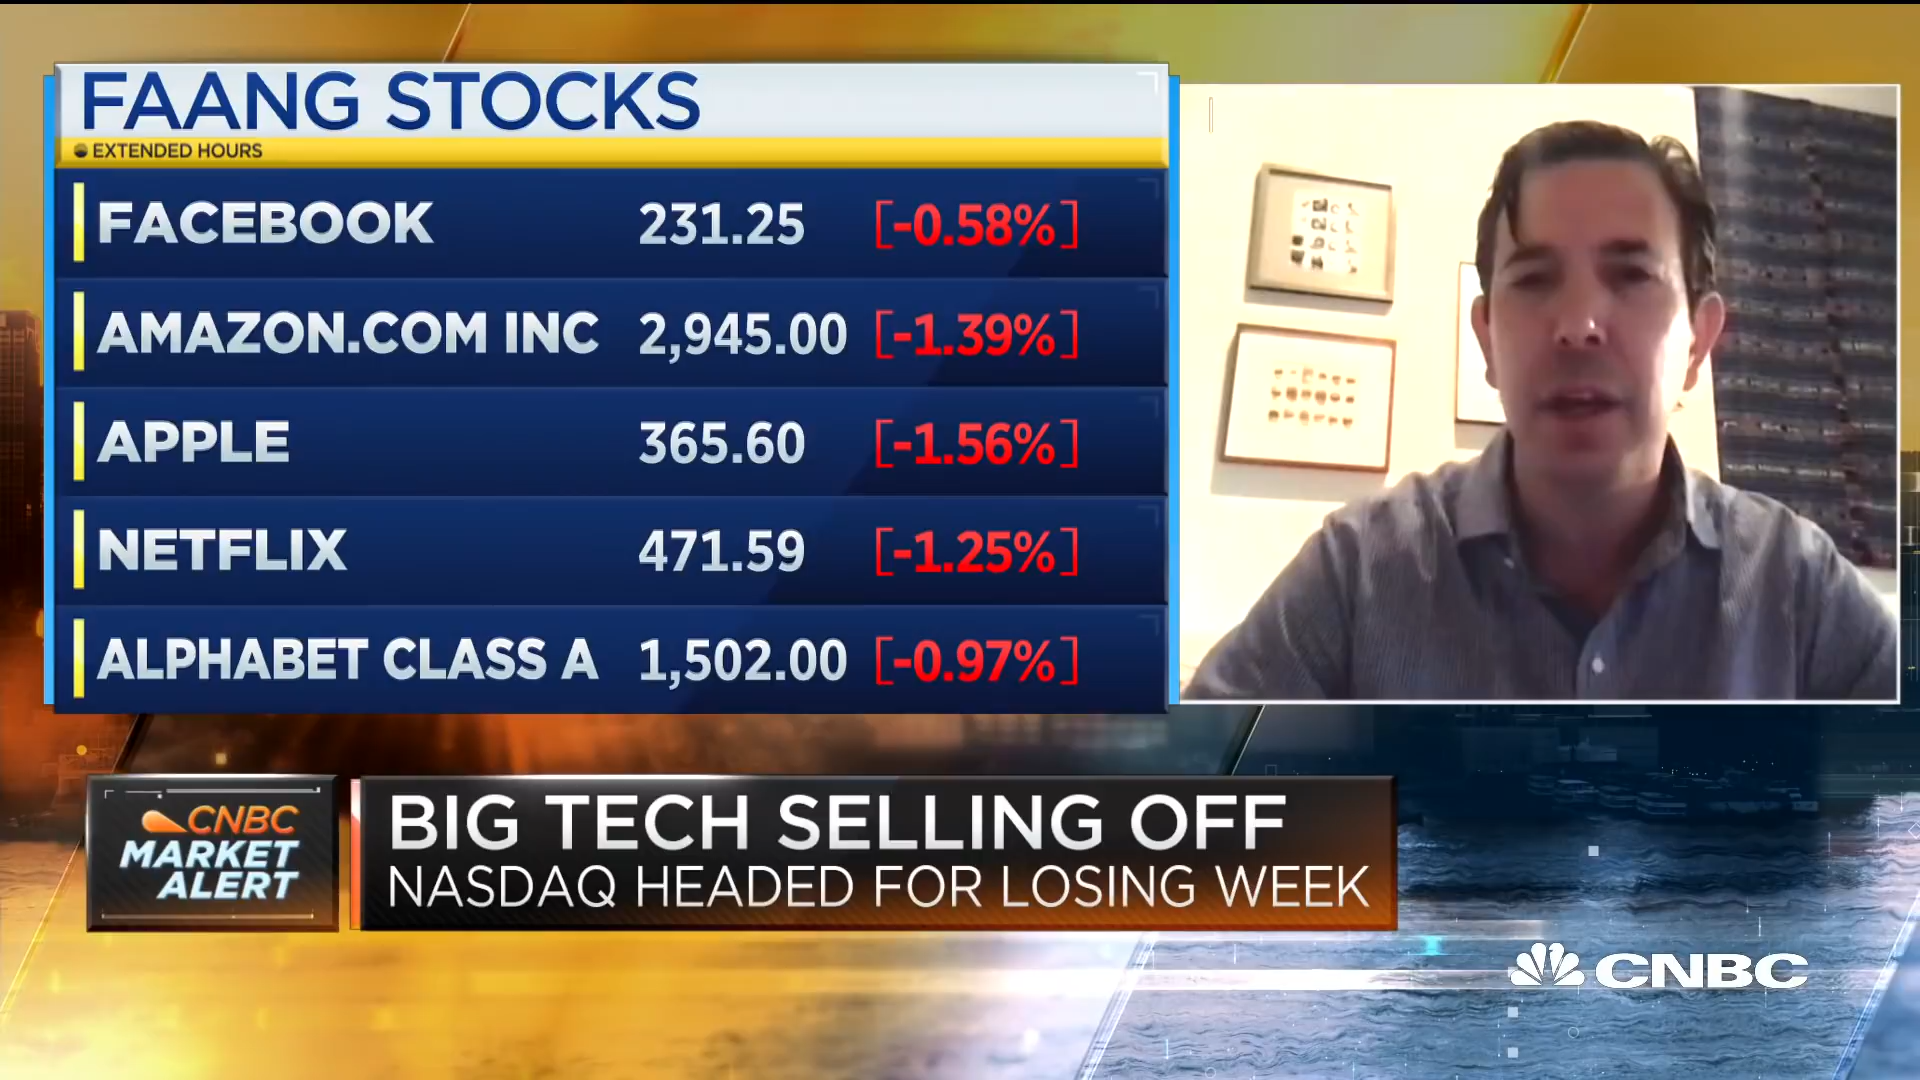 FAANG STOCKS
EXTENDED HOURS
FACEBOOK 231.25 [-0.58%]
AMAZON.COM INC 2,945.00 [-1.39%]
APPLE 365.60 [-1.56%]
NETFLIX 471.59 [-1.25%]
ALPHABET CLASS A 1,502.00 [-0.97%]
CNBC
MARKET
ALERT
BIG TECH SELLING OFF
NASDAQ HEADED FOR LOSING WEEK
CNBC